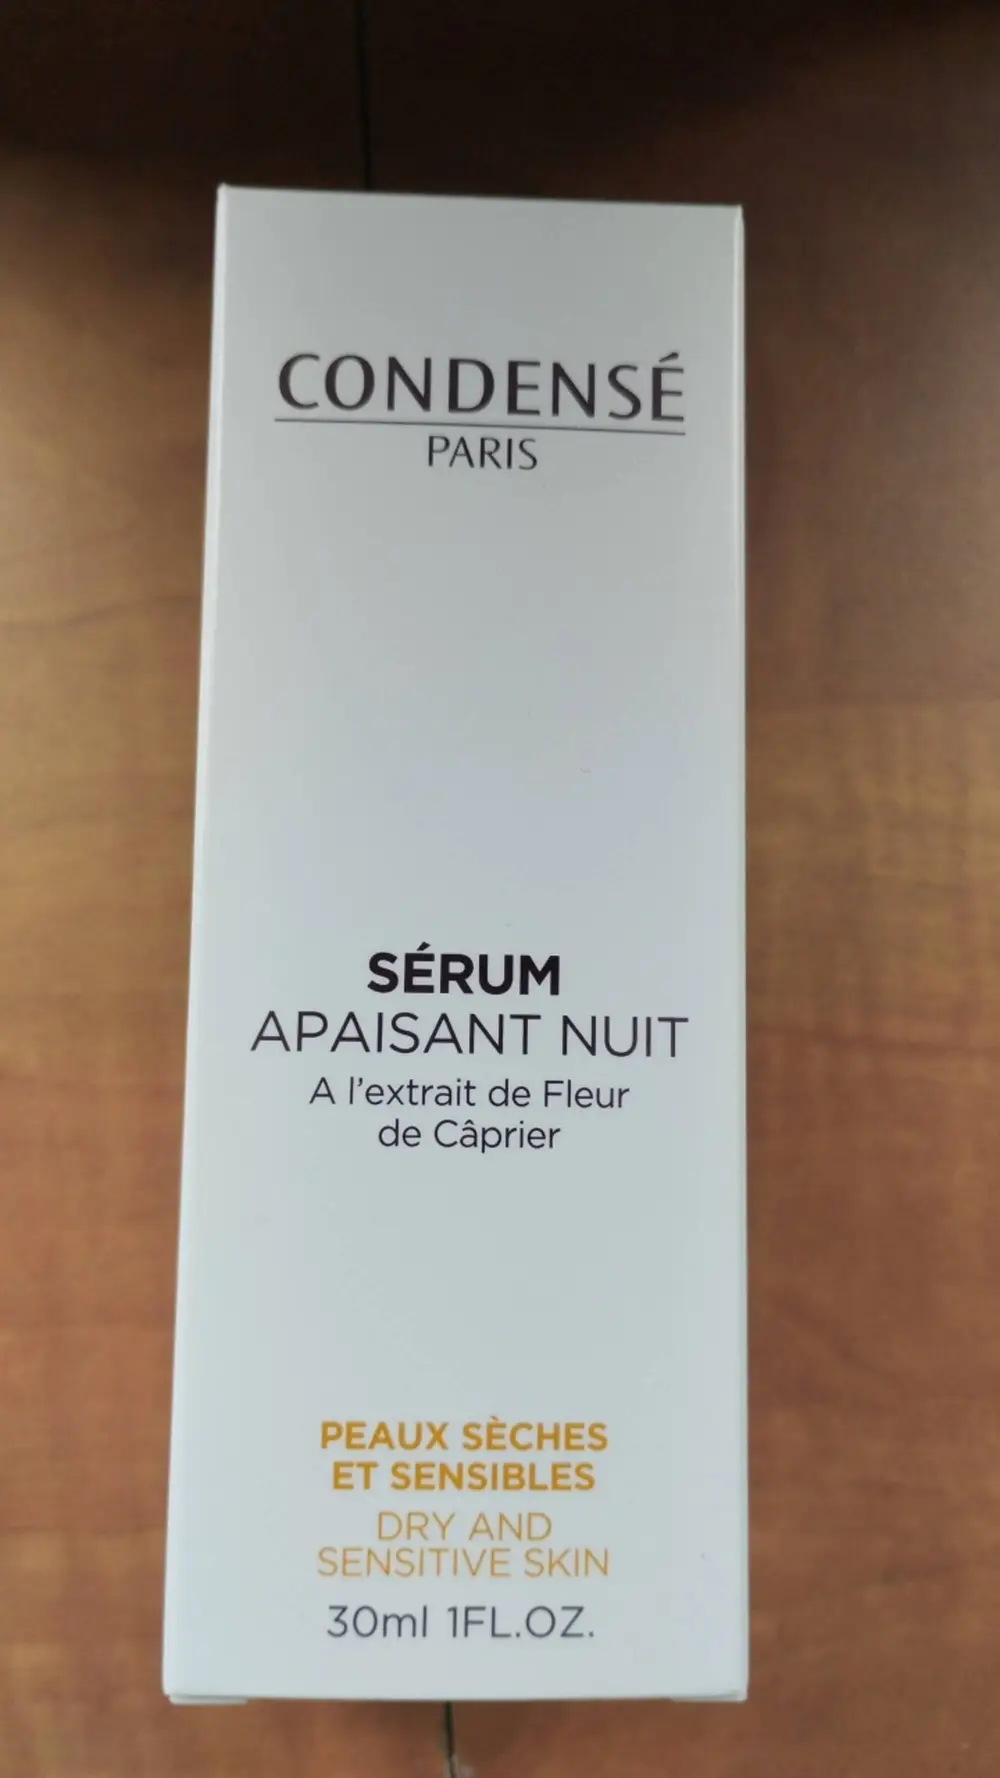 CONDENSÉ
PARIS
SÉRUM
APAISANT NUIT
A l'extrait de Fleur
de Câprier
PEAUX SÈCHES
ET SENSIBLES
DRY AND
SENSITIVE SKIN
30ml 1FL.OZ.